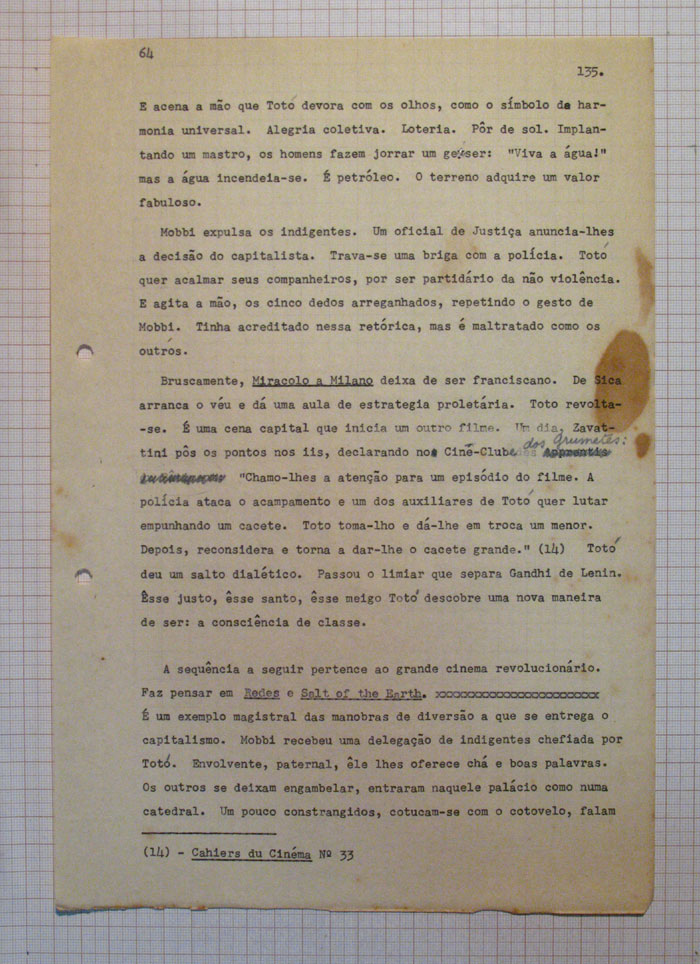 64
135.
E acena a mão que Totó devora com os olhos, como o símbolo de har-
monia universal. Alegria coletiva. Loteria. Pôr de sol. Implan-
tando um mastro, os homens fazem jorrar um geiser: "Viva a água!"
mas a água incendeia-se. É petróleo. O terreno adquire um valor
fabuloso.
Mobbi expulsa os indigentes. Um oficial de Justiça anuncia-lhes
a decisão do capitalista. Trava-se uma briga com a polícia. Totó
quer acalmar seus companheiros, por ser partidário da não violência.
E agita a mão, os cinco dedos arreganhados, repetindo o gesto de
Mobbi. Tinha acreditado nessa retórica, mas é maltratado como os
outros.
Bruscamente, Miracolo a Milano deixa de ser franciscano. De Sica
arranca o véu e dá uma aula de estrategia proletária. Toto revolta-
-se. É uma cena capital que inicia um outro filme. Um dia, Zavat-
tini pôs os pontos nos iis, declarando no Ciné-Club dos Grumetes:
"Chamo-lhes a atenção para um episódio do filme. A
polícia ataca o acampamento e um dos auxiliares de Totó quer lutar
empunhando um cacete. Toto toma-lho e dá-lhe em troca um menor.
Depois, reconsidera e torna a dar-lhe o cacete grande." (14) Totó
deu um salto dialético. Passou o limiar que separa Gandhi de Lenin.
Êsse justo, êsse santo, êsse meigo Totó descobre uma nova maneira
de ser: a consciência de classe.
A sequência a seguir pertence ao grande cinema revolucionário.
Faz pensar em Redes e Salt of the Earth. xxxxxxxxxxxxxxxxxxxxxxxxx
É um exemplo magistral das manobras de diversão a que se entrega o
capitalismo. Mobbi recebeu uma delegação de indigentes chefiada por
Totó. Envolvente, paternal, êle lhes oferece chá e boas palavras.
Os outros se deixam engambelar, entraram naquele palácio como numa
catedral. Um pouco constrangidos, cotucam-se com o cotovelo, falam
(14) - Cahiers du Cinéma Nº 33